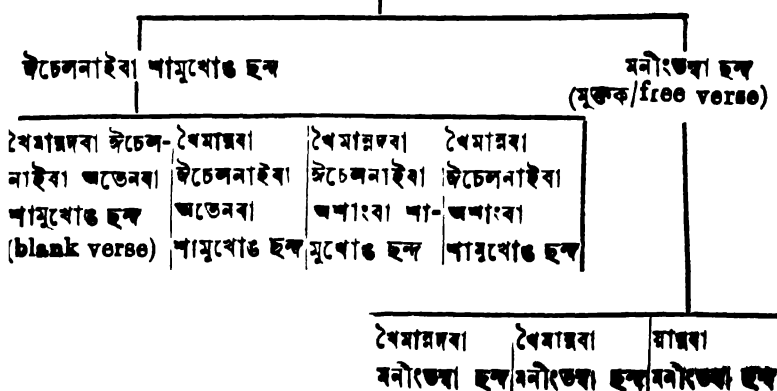 ঈচেলনাইবা শামুখোঙ ছন্দ মনীংতম্বা ছন্দ
(মুক্তক/free verse)
থৈমান্নদবা ঈচেল- থৈমান্নবা থৈমান্নদবা থৈমান্নবা
নাইবা অতেনবা ঈচেলনাইবা ঈচেলনাইবা ঈচেলনাইবা
শামুখোঙ ছন্দ অতেনবা অশাংবা শা- অশাংবা
(blank verse) শামুখোঙ ছন্দ মুখোঙ ছন্দ শামুখোঙ ছন্দ
থৈমান্নদবা থৈমান্নবা য়ান্নবা
মনীংতম্বা ছন্দ মনীংতম্বা ছন্দ মনীংতম্বা ছন্দ